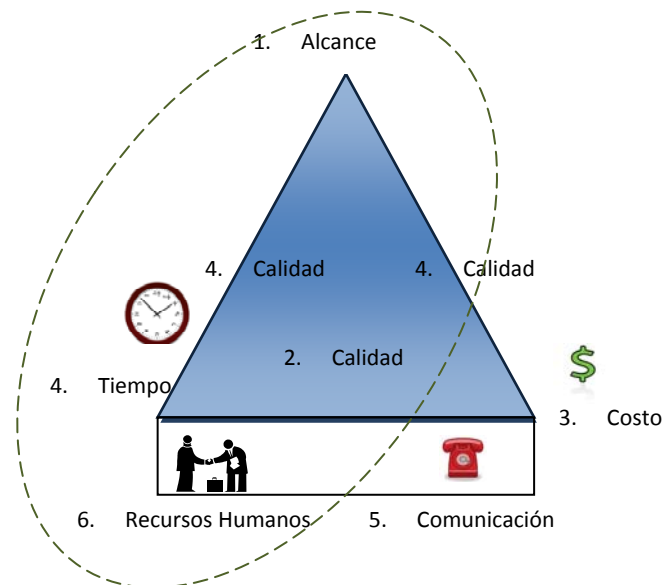 1. Alcance
4. Calidad
4. Calidad
2. Calidad
4. Tiempo
$
3. Costo
6. Recursos Humanos
5. Comunicación